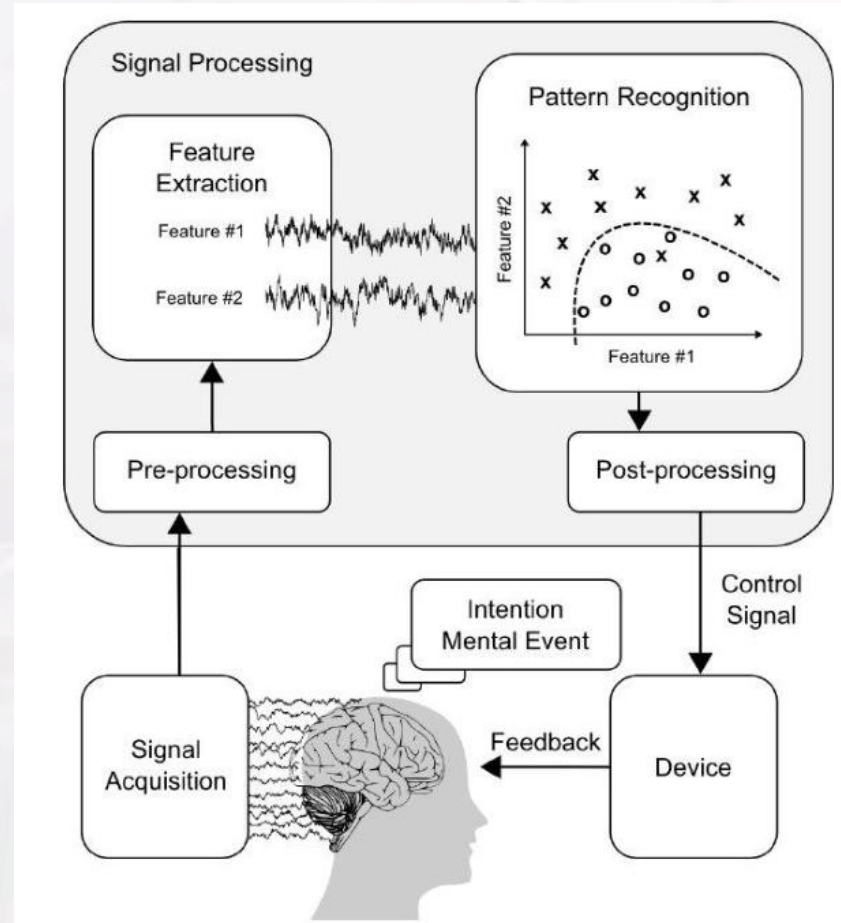 Signal Processing
Feature
Extraction
Feature #1
Feature #2
Pattern Recognition
Feature #2
Feature #1
Pre-processing
Post-processing
Control
Signal
Intention
Mental Event
Signal
Acquisition
Feedback
Device